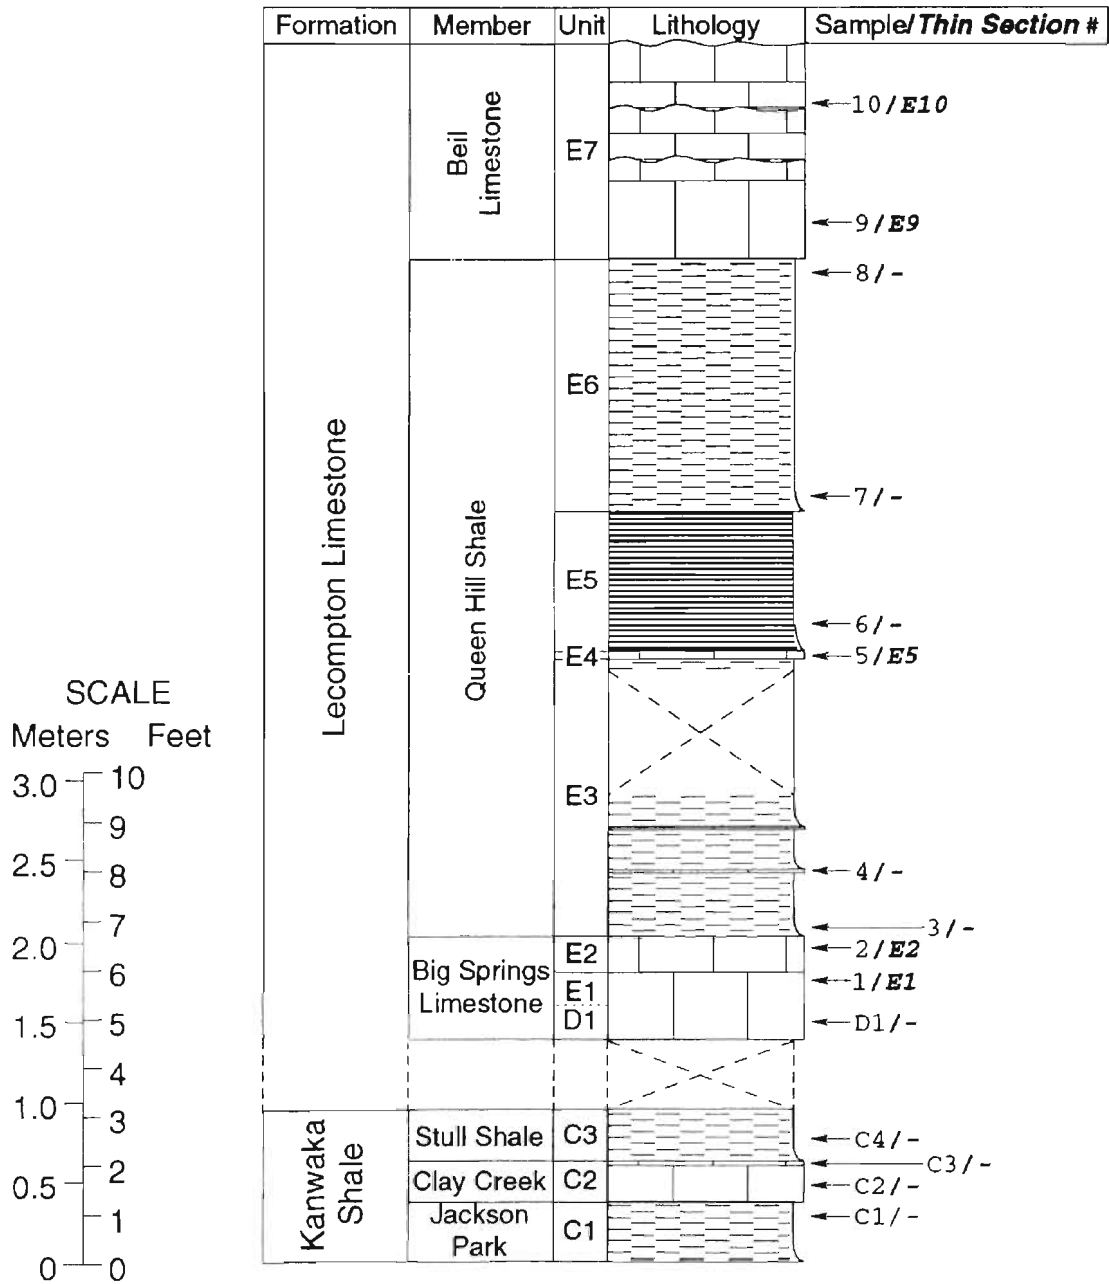 Formation Member Unit Lithology Sample/Thin Section #
10/E10
Beil
Limestone
E7
9/E9
8/-
E6
7/-
Lecompton Limestone
Queen Hill Shale
E5
6/-
E4
5/E5
E3
4/-
3/-
E2
2/E2
Big Springs
Limestone
E1
1/E1
D1
D1/-
Kanwaka
Shale
Stull Shale
C3
C4/-
C3/-
Clay Creek
C2
C2/-
Jackson
Park
C1
C1/-
SCALE
Meters Feet
3.0 10
9
2.5 8
7
2.0 6
1.5 5
4
1.0 3
2
0.5 1
0 0